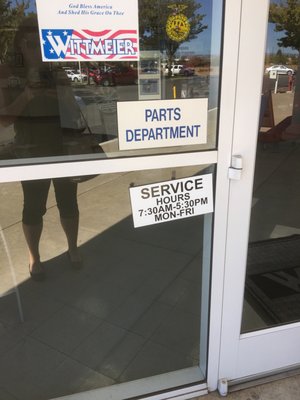 God Bless America
And Shed His Grace On Thee
WITTMEIER
PARTS
DEPARTMENT
SERVICE
HOURS
7:30AM-5:30PM
MON-FRI